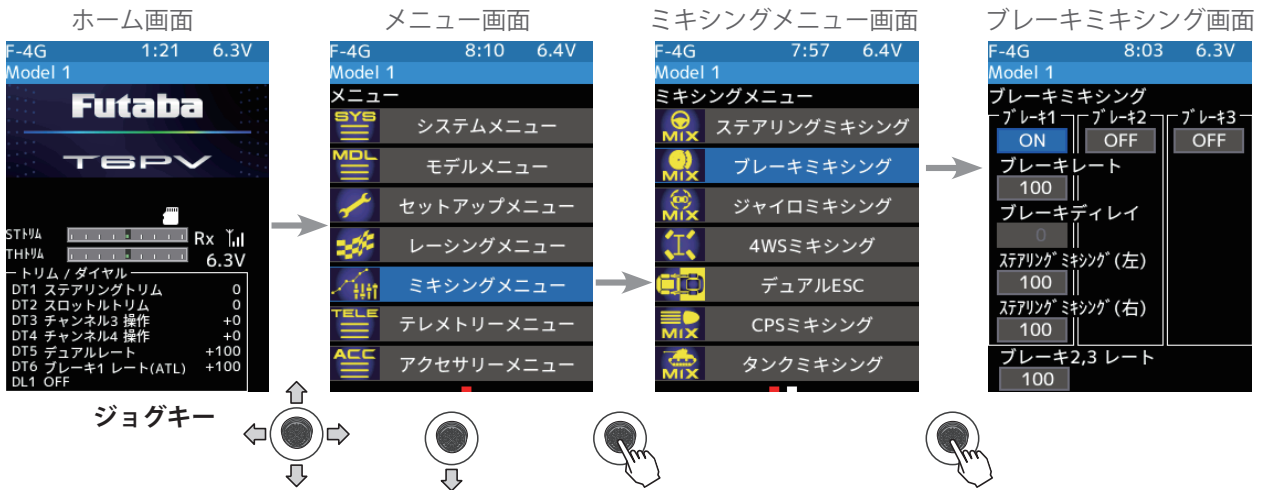 ホーム画面
F-4G 1:21 6.3V
Model 1
Futaba
T6PV
STトリム
Rx
THトリム
6.3V
トリム / ダイヤル
DT1 ステアリングトリム 0
DT2 スロットルトリム 0
DT3 チャンネル3 操作 +0
DT4 チャンネル4 操作 +0
DT5 デュアルレート +100
DT6 ブレーキ1 レート(ATL) +100
DL1 OFF
ジョグキー
メニュー画面
F-4G 8:10 6.4V
Model 1
メニュー
SYS システムメニュー
MDL モデルメニュー
セットアップメニュー
レーシングメニュー
ミキシングメニュー
TELE テレメトリーメニュー
ACC アクセサリーメニュー
ミキシングメニュー画面
F-4G 7:57 6.4V
Model 1
ミキシングメニュー
MIX ステアリングミキシング
MIX ブレーキミキシング
MIX ジャイロミキシング
4WSミキシング
デュアルESC
MIX CPSミキシング
MIX タンクミキシング
ブレーキミキシング画面
F-4G 8:03 6.3V
Model 1
ブレーキミキシング
ブレーキ1 ブレーキ2 ブレーキ3
ON OFF OFF
ブレーキレート
100
ブレーキディレイ
0
ステアリングミキシング(左)
100
ステアリングミキシング(右)
100
ブレーキ2,3 レート
100